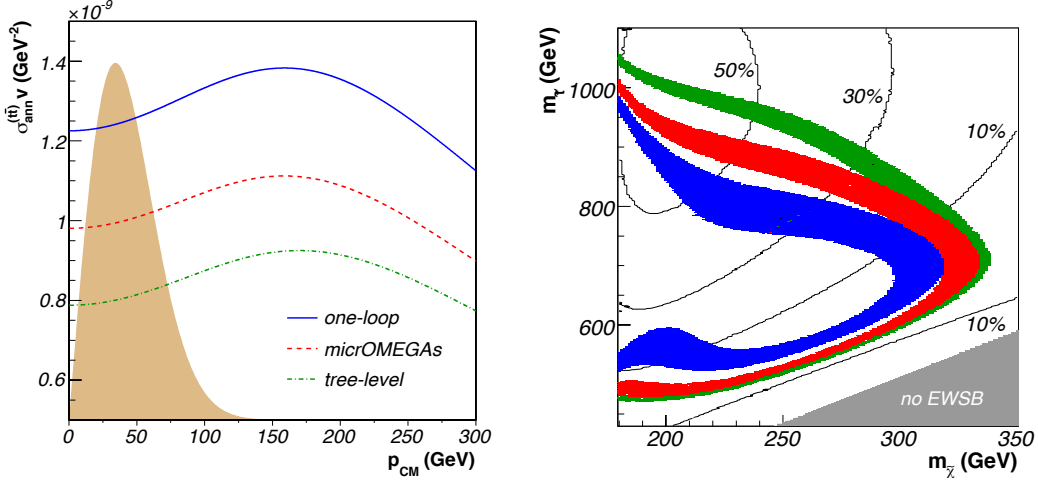 ×10⁻⁹
σ_ann^(tt̄) v (GeV⁻²)
1.4
1.2
1
0.8
0.6
one-loop
micrOMEGAs
tree-level
0 50 100 150 200 250 300
p_CM (GeV)
m_τ̃ (GeV)
1000
800
600
50%
30%
10%
10%
no EWSB
200 250 300 350
m_χ̃ (GeV)